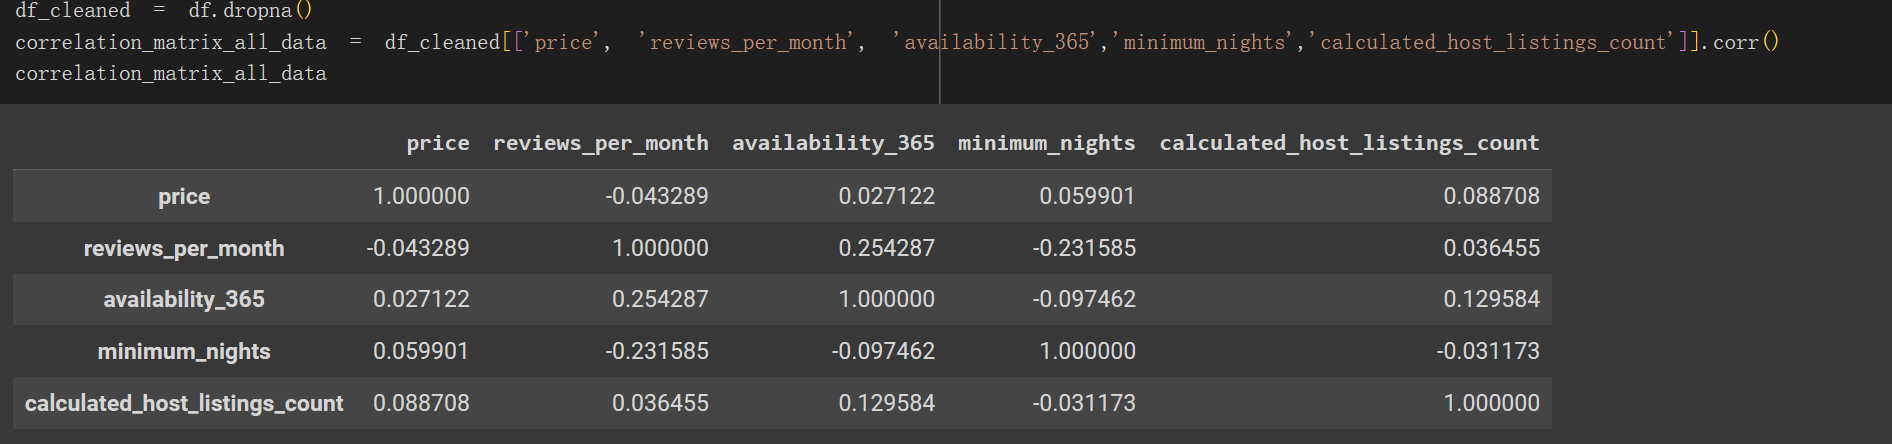 df_cleaned = df.dropna()
correlation_matrix_all_data = df_cleaned[['price', 'reviews_per_month', 'availability_365','minimum_nights','calculated_host_listings_count']].corr()
correlation_matrix_all_data
price reviews_per_month availability_365 minimum_nights calculated_host_listings_count
price 1.000000 -0.043289 0.027122 0.059901 0.088708
reviews_per_month -0.043289 1.000000 0.254287 -0.231585 0.036455
availability_365 0.027122 0.254287 1.000000 -0.097462 0.129584
minimum_nights 0.059901 -0.231585 -0.097462 1.000000 -0.031173
calculated_host_listings_count 0.088708 0.036455 0.129584 -0.031173 1.000000